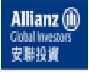 Allianz
Global Investors
安聯投資